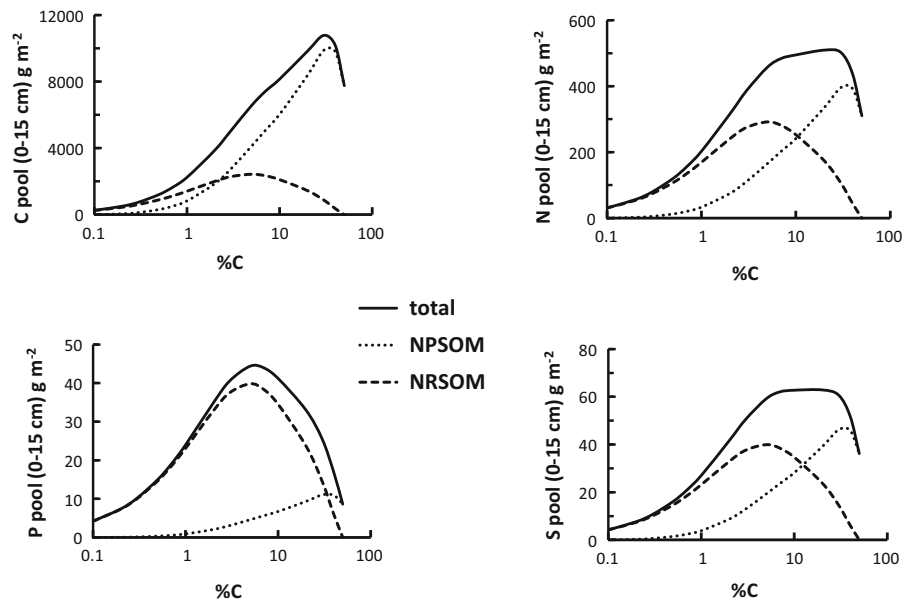 C pool (0-15 cm) g m⁻²
12000
10000
8000
4000
0
0.1 1 10 100
%C
N pool (0-15 cm) g m⁻²
600
400
200
0
0.1 1 10 100
%C
total
NPSOM
NRSOM
P pool (0-15 cm) g m⁻²
50
40
30
20
10
0
0.1 1 10 100
%C
S pool (0-15 cm) g m⁻²
80
60
40
20
0
0.1 1 10 100
%C